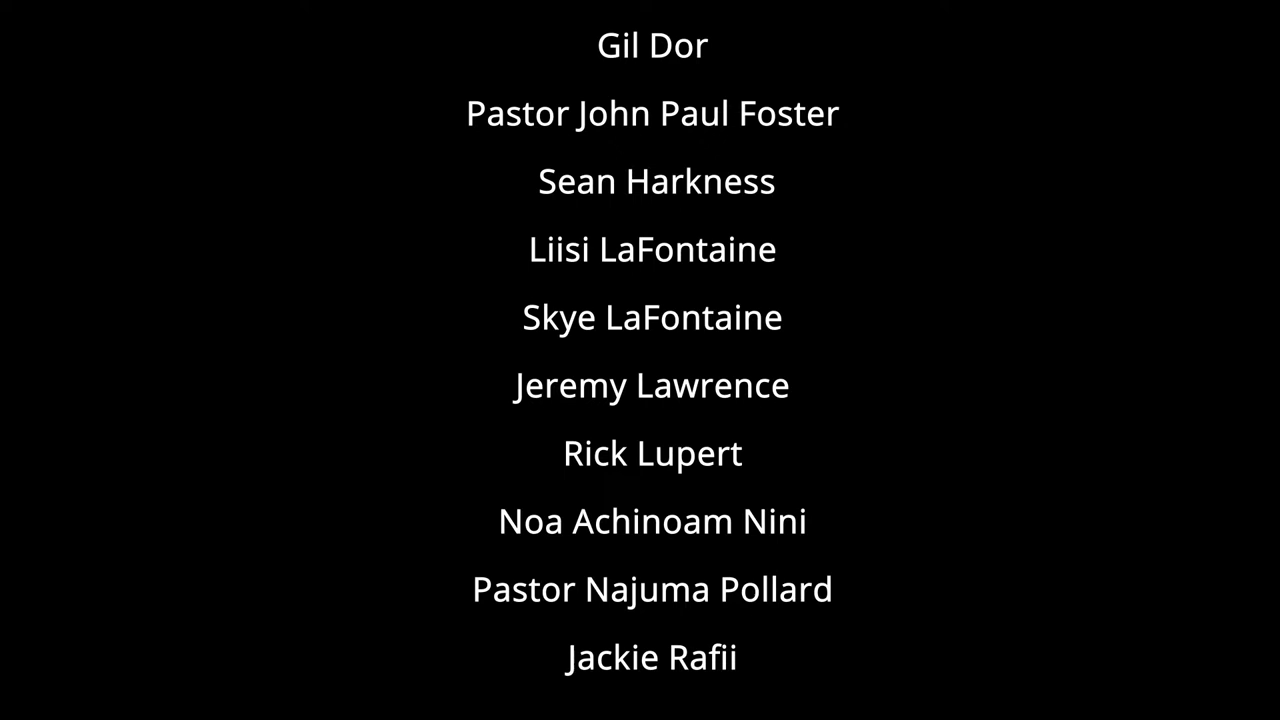 Gil Dor
Pastor John Paul Foster
Sean Harkness
Liisi LaFontaine
Skye LaFontaine
Jeremy Lawrence
Rick Lupert
Noa Achinoam Nini
Pastor Najuma Pollard
Jackie Rafii